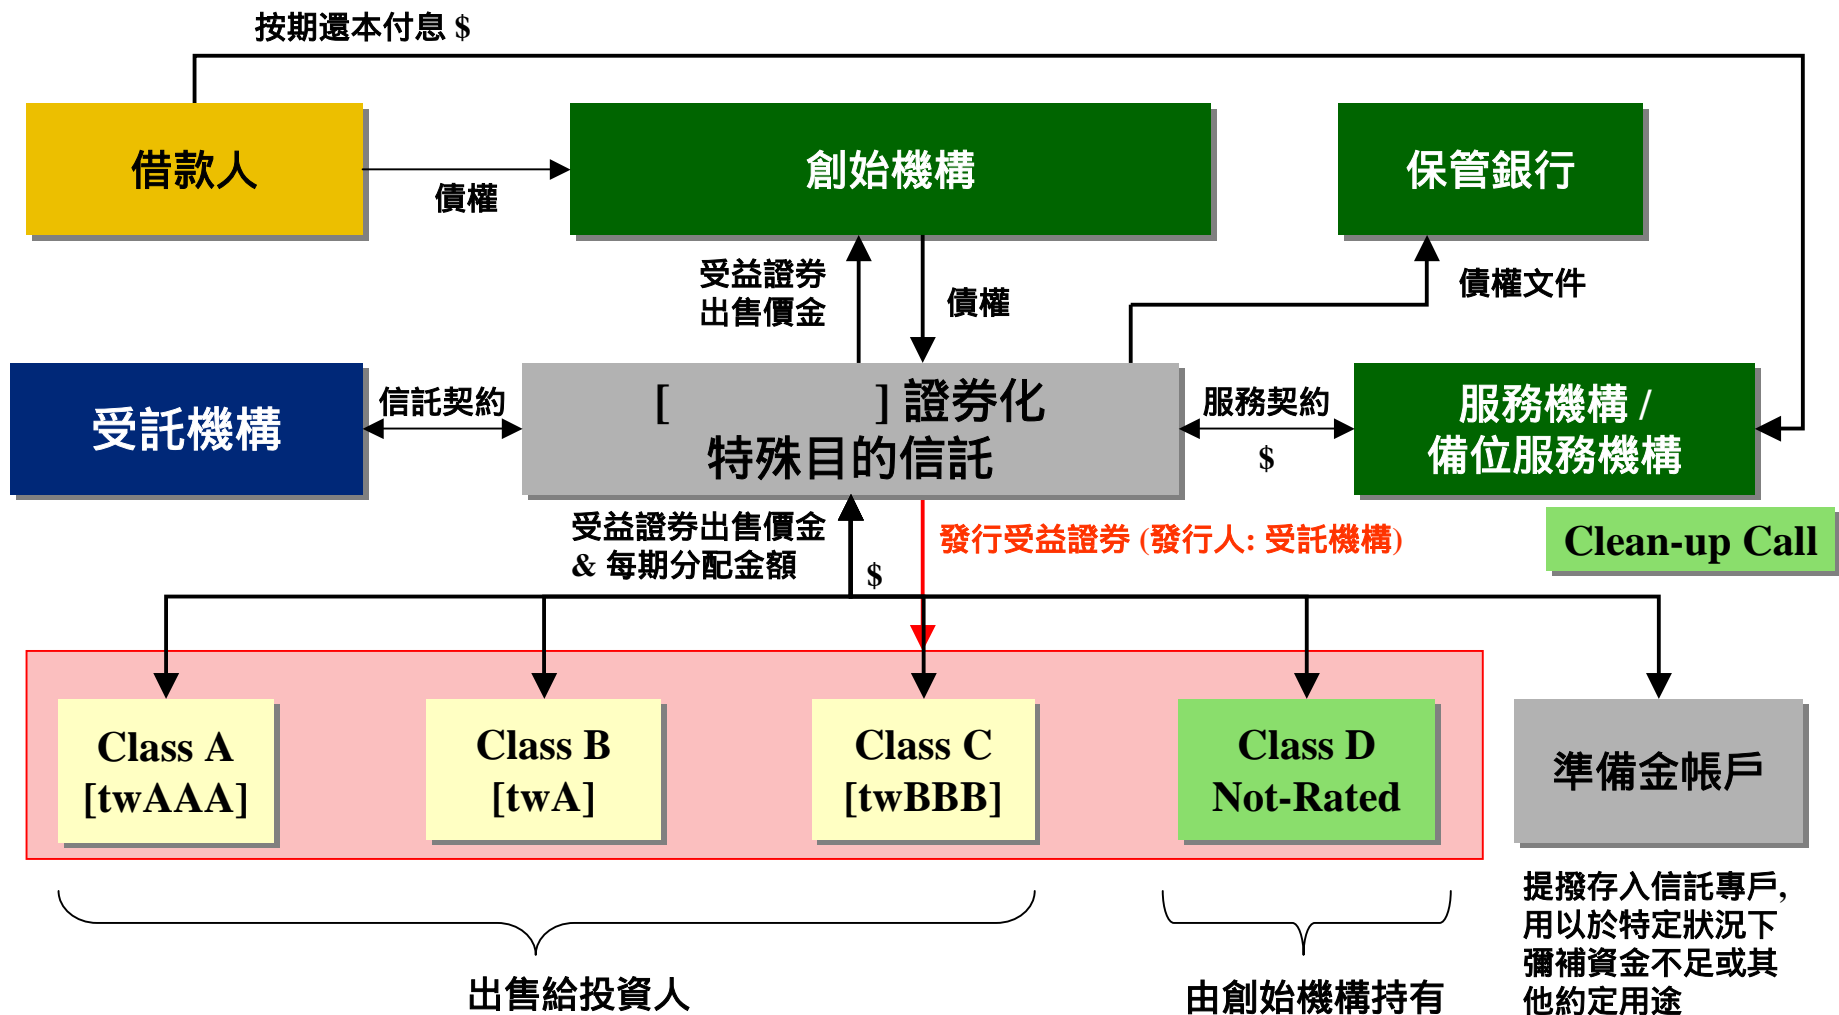 按期還本付息 $
借款人
債權
創始機構
保管銀行
受益證券
出售價金
債權
債權文件
受託機構
信託契約
[ ] 證券化
特殊目的信託
服務契約
$
服務機構 /
備位服務機構
受益證券出售價金
& 每期分配金額
$
發行受益證券 (發行人: 受託機構)
Clean-up Call
Class A
[twAAA]
Class B
[twA]
Class C
[twBBB]
Class D
Not-Rated
準備金帳戶
出售給投資人
由創始機構持有
提撥存入信託專戶,
用以於特定狀況下
彌補資金不足或其
他約定用途